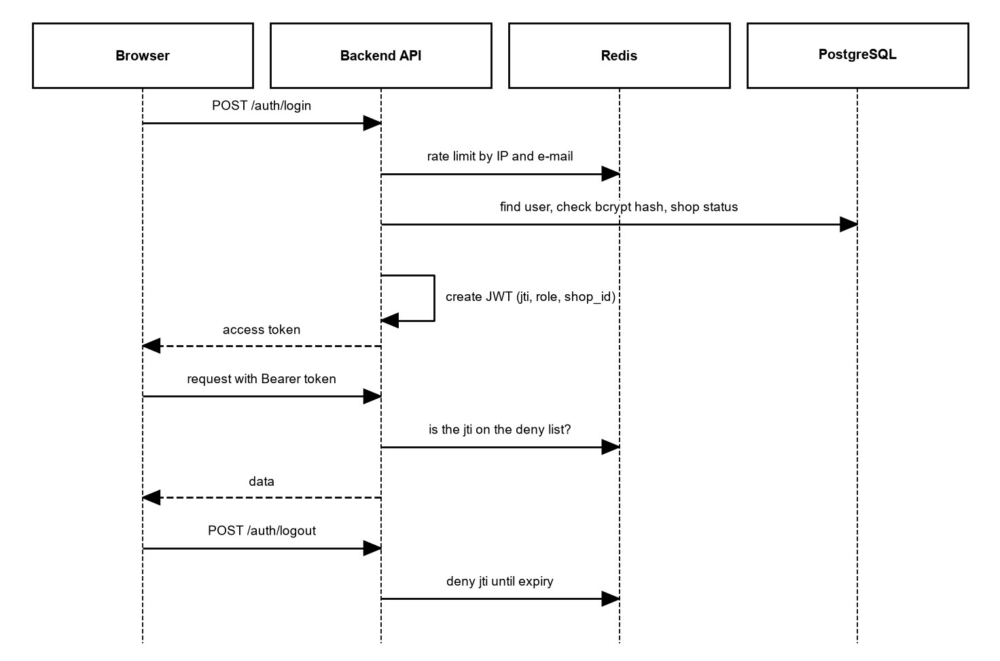 Browser
Backend API
Redis
PostgreSQL
POST /auth/login
rate limit by IP and e-mail
find user, check bcrypt hash, shop status
create JWT (jti, role, shop_id)
access token
request with Bearer token
is the jti on the deny list?
data
POST /auth/logout
deny jti until expiry